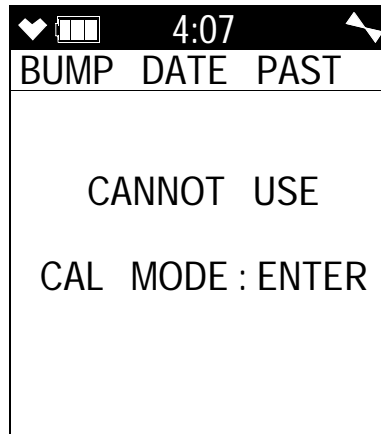 4:07
BUMP DATE PAST
CANNOT USE
CAL MODE : ENTER